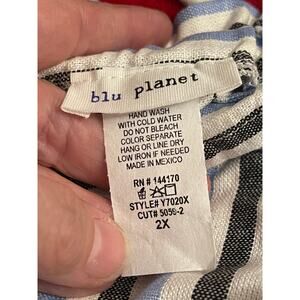 blu planet
HAND WASH
WITH COLD WATER
DO NOT BLEACH
COLOR SEPARATE
HANG OR LINE DRY
LOW IRON IF NEEDED
MADE IN MEXICO
RN # 144170
STYLE# Y7020X
CUT# 5056-2
2X